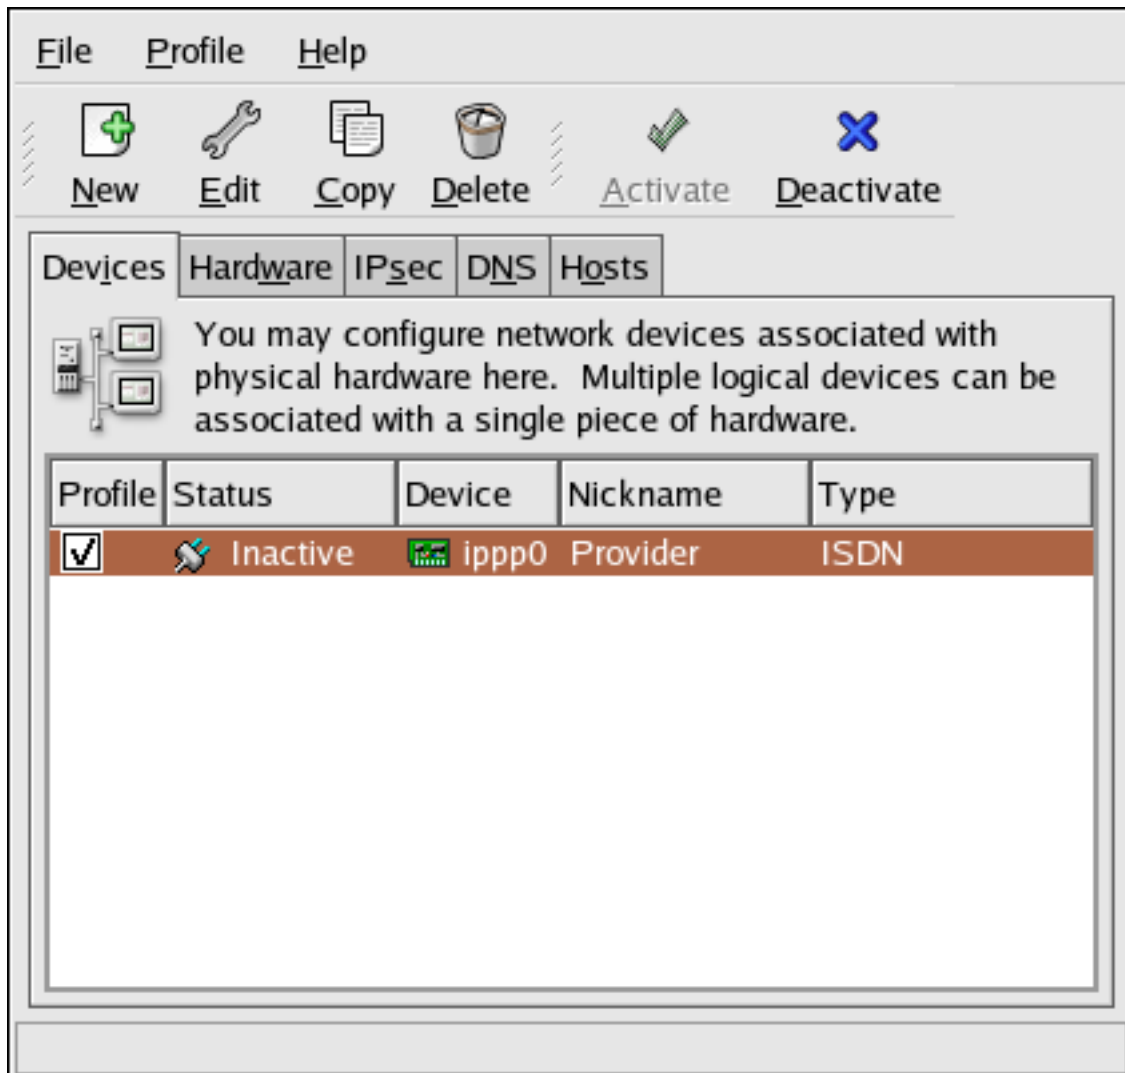 File Profile Help
New Edit Copy Delete Activate Deactivate
Devices Hardware IPsec DNS Hosts
You may configure network devices associated with
physical hardware here.  Multiple logical devices can be
associated with a single piece of hardware.
Profile Status Device Nickname Type
Inactive ippp0 Provider ISDN